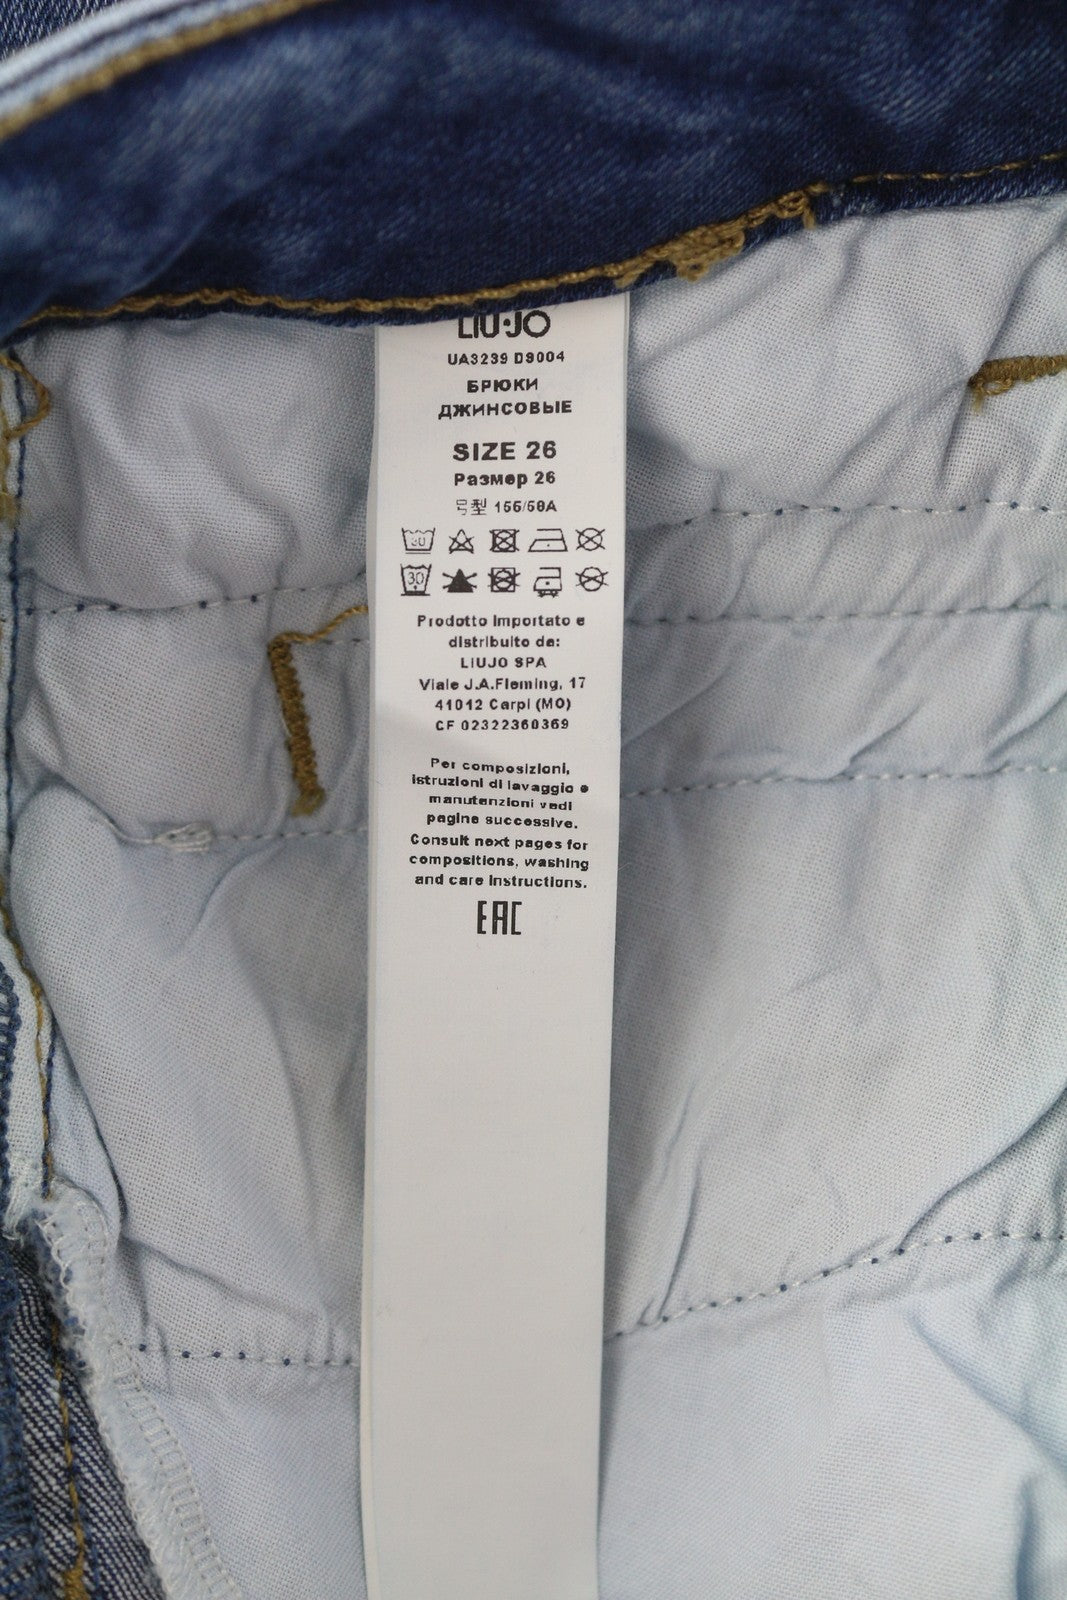 LIU·JO
UA3239 D9004
БРЮКИ
ДЖИНСОВЫЕ
SIZE 26
Размер 26
号型 155/58A
30
30
Prodotto Importato e
distribuito da:
LIUJO SPA
Viale J.A.Fleming, 17
41012 Carpi (MO)
CF 02322360369
Per composizioni,
istruzioni di lavaggio e
manutenzioni vedi
pagine successive.
Consult next pages for
compositions, washing
and care instructions.
EAC